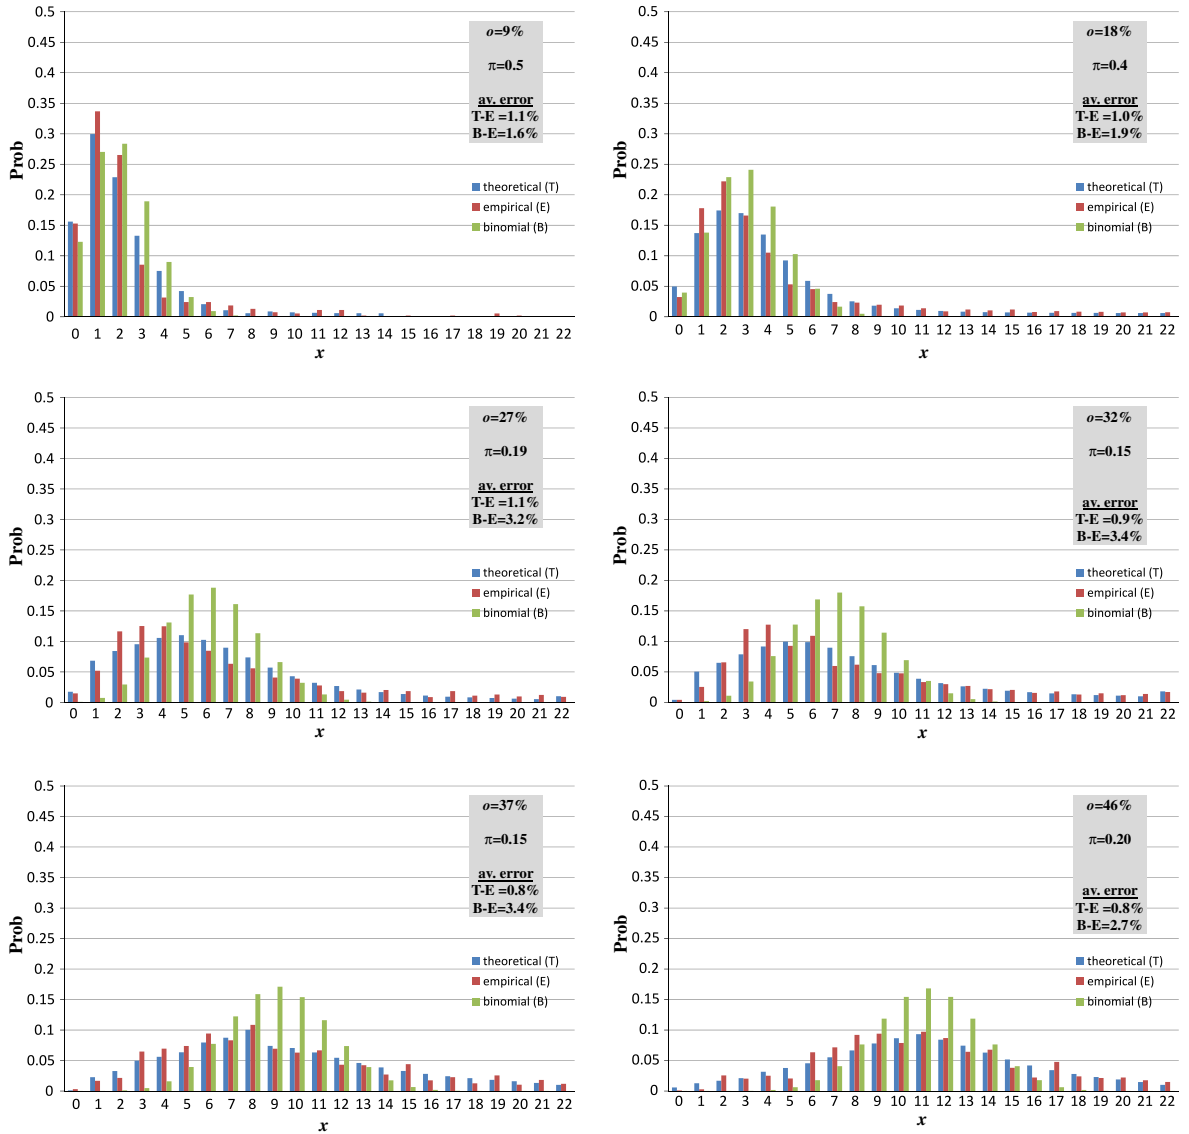 0.5
0.45
0.4
0.35
0.3
0.25
0.2
0.15
0.1
0.05
0
Prob
o=9%
π=0.5
av. error
T-E =1.1%
B-E=1.6%
theoretical (T)
empirical (E)
binomial (B)
0 1 2 3 4 5 6 7 8 9 10 11 12 13 14 15 16 17 18 19 20 21 22
x
0.5
0.45
0.4
0.35
0.3
0.25
0.2
0.15
0.1
0.05
0
Prob
o=18%
π=0.4
av. error
T-E =1.0%
B-E=1.9%
theoretical (T)
empirical (E)
binomial (B)
0 1 2 3 4 5 6 7 8 9 10 11 12 13 14 15 16 17 18 19 20 21 22
x
0.5
0.45
0.4
0.35
0.3
0.25
0.2
0.15
0.1
0.05
0
Prob
o=27%
π=0.19
av. error
T-E =1.1%
B-E=3.2%
theoretical (T)
empirical (E)
binomial (B)
0 1 2 3 4 5 6 7 8 9 10 11 12 13 14 15 16 17 18 19 20 21 22
x
0.5
0.45
0.4
0.35
0.3
0.25
0.2
0.15
0.1
0.05
0
Prob
o=32%
π=0.15
av. error
T-E =0.9%
B-E=3.4%
theoretical (T)
empirical (E)
binomial (B)
0 1 2 3 4 5 6 7 8 9 10 11 12 13 14 15 16 17 18 19 20 21 22
x
0.5
0.45
0.4
0.35
0.3
0.25
0.2
0.15
0.1
0.05
0
Prob
o=37%
π=0.15
av. error
T-E =0.8%
B-E=3.4%
theoretical (T)
empirical (E)
binomial (B)
0 1 2 3 4 5 6 7 8 9 10 11 12 13 14 15 16 17 18 19 20 21 22
x
0.5
0.45
0.4
0.35
0.3
0.25
0.2
0.15
0.1
0.05
0
Prob
o=46%
π=0.20
av. error
T-E =0.8%
B-E=2.7%
theoretical (T)
empirical (E)
binomial (B)
0 1 2 3 4 5 6 7 8 9 10 11 12 13 14 15 16 17 18 19 20 21 22
x